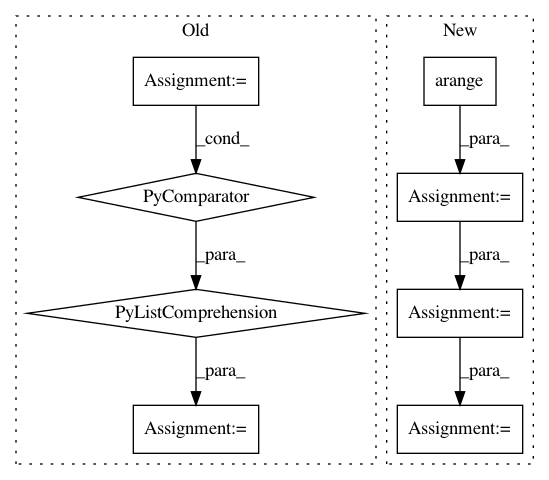 Old
New
Assignment:=
arange
_cond_
_para_
PyComparator
Assignment:=
_para_
_para_
PyListComprehension
Assignment:=
_para_
_para_
Assignment:=
Assignment:=